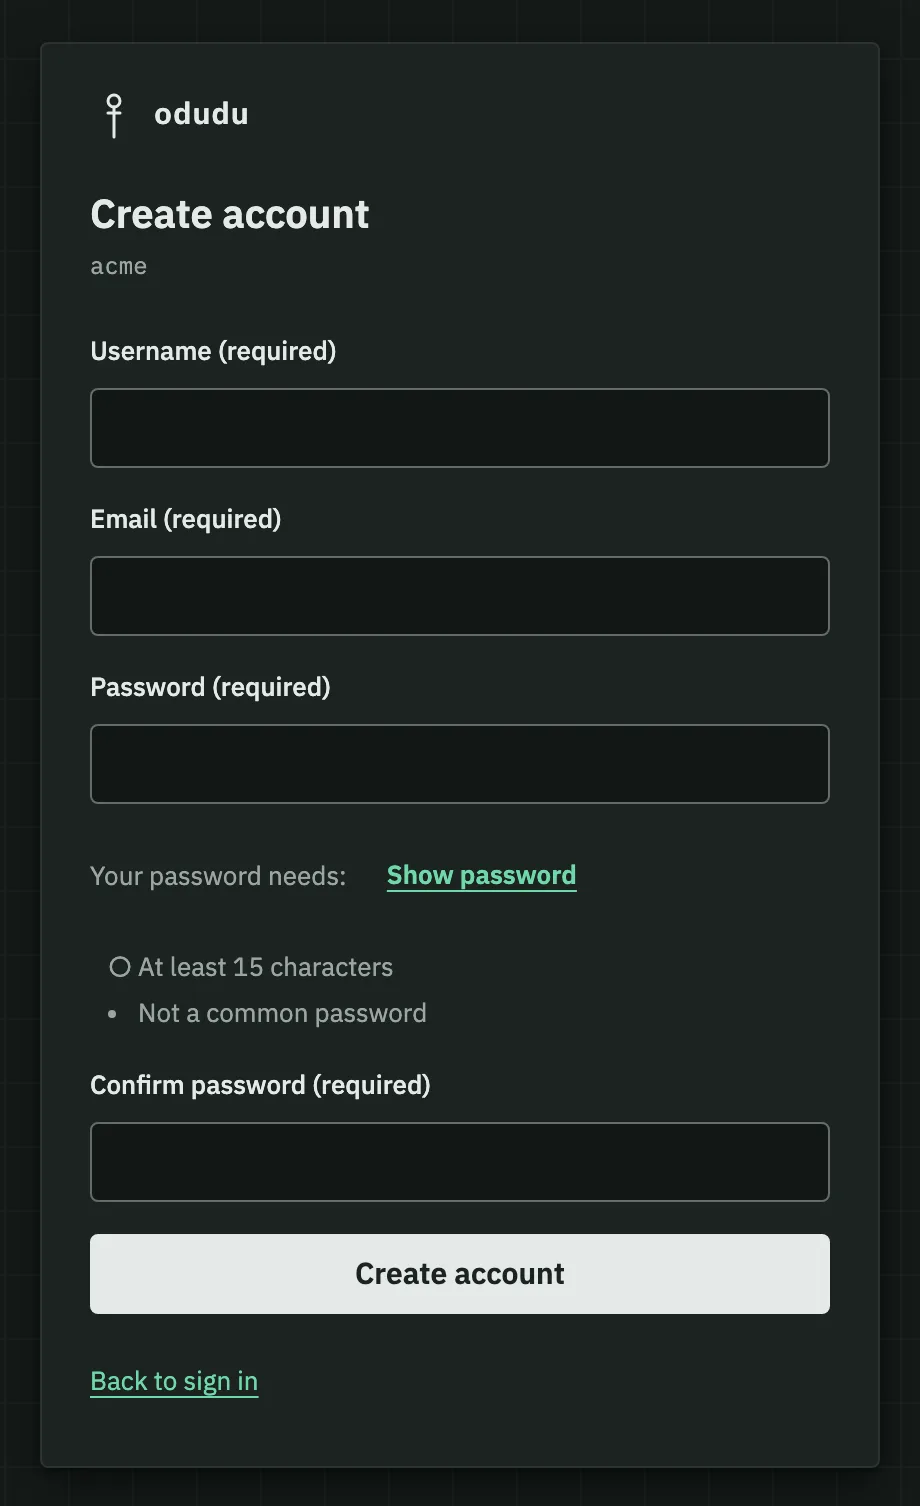 odudu
Create account
acme
Username (required)
Email (required)
Password (required)
Your password needs: Show password
At least 15 characters
Not a common password
Confirm password (required)
Create account
Back to sign in